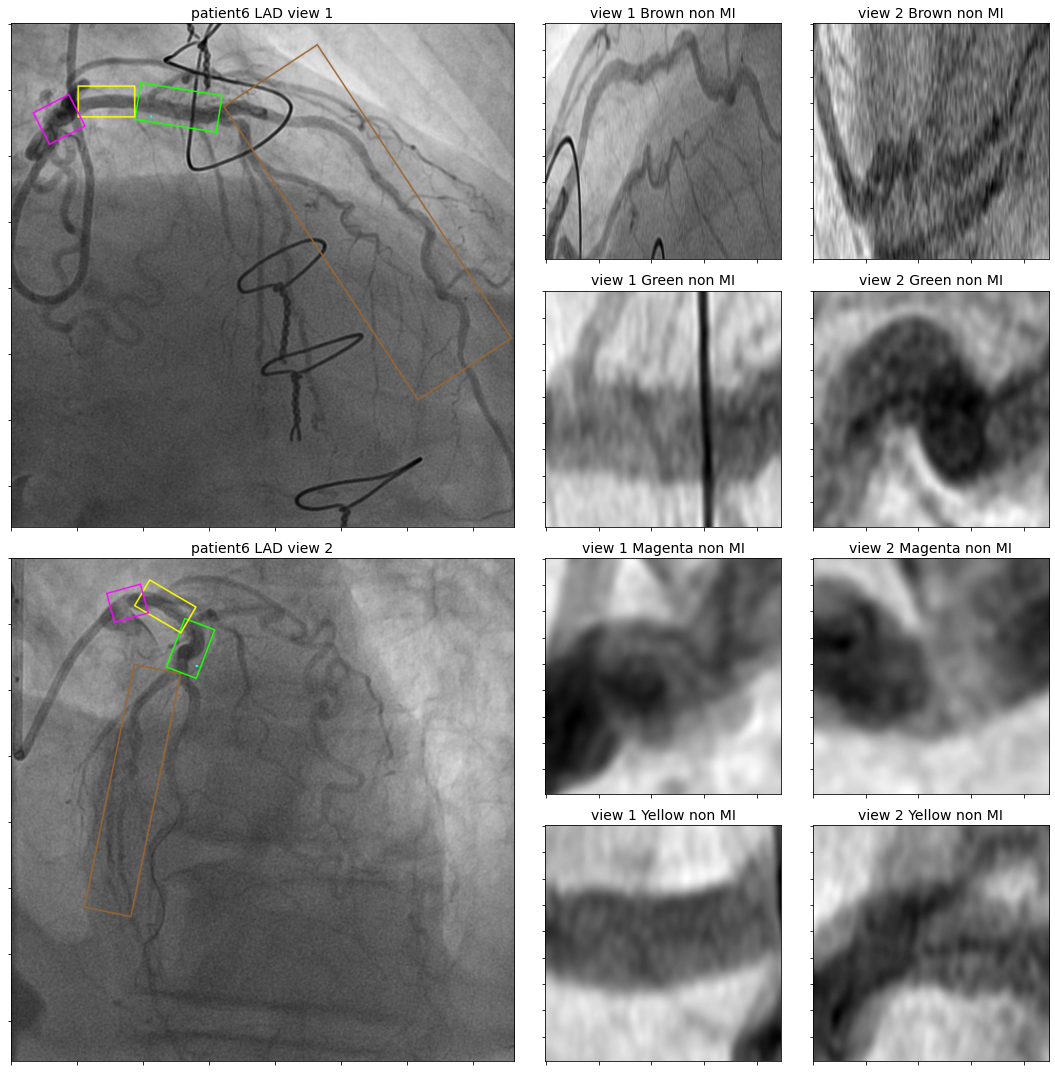 patient6 LAD view 1
view 1 Brown non MI
view 2 Brown non MI
view 1 Green non MI
view 2 Green non MI
patient6 LAD view 2
view 1 Magenta non MI
view 2 Magenta non MI
view 1 Yellow non MI
view 2 Yellow non MI